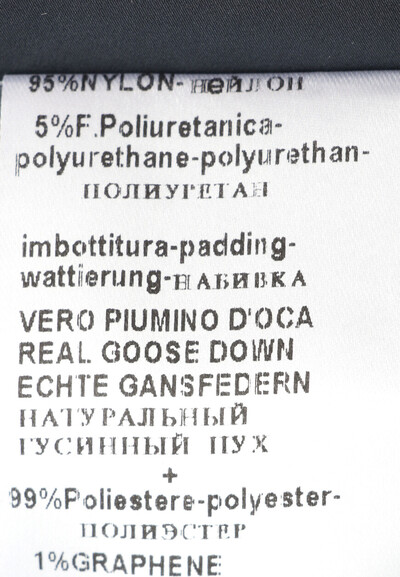 95%NYLON-нейлон
5%F.Poliuretanica-
polyurethane-polyurethan-
ПОЛИУРЕТАН
imbottitura-padding-
wattierung-НАБИВКА
VERO PIUMINO D'OCA
REAL GOOSE DOWN
ECHTE GANSFEDERN
НАТУРАЛЬНЫЙ
ГУСИННЫЙ ПУХ
+
99%Poliestere-polyester-
ПОЛИЭСТЕР
1%GRAPHENE